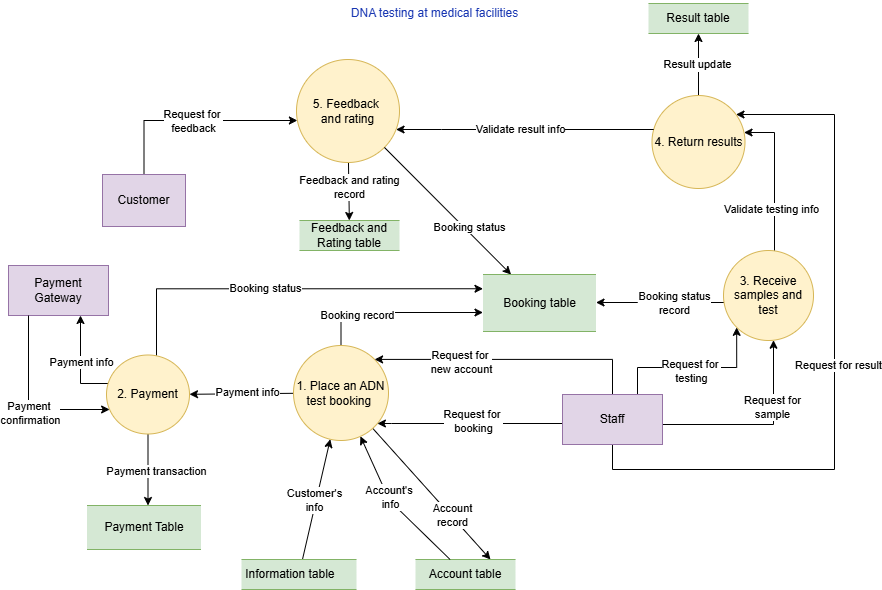 DNA testing at medical facilities
Result table
Result update
5. Feedback
and rating
Request for
feedback
Validate result info
4. Return results
Customer
Feedback and rating
record
Validate testing info
Feedback and
Rating table
Booking status
Payment
Gateway
Booking status
Booking table
Booking status
record
3. Receive
samples and
test
Booking record
Payment info
Request for
new account
Request for
testing
Request for result
2. Payment
Payment info
1. Place an ADN
test booking
Payment
confirmation
Request for
booking
Staff
Request for
sample
Payment transaction
Customer's
info
Account's
info
Account
record
Payment Table
Information table
Account table